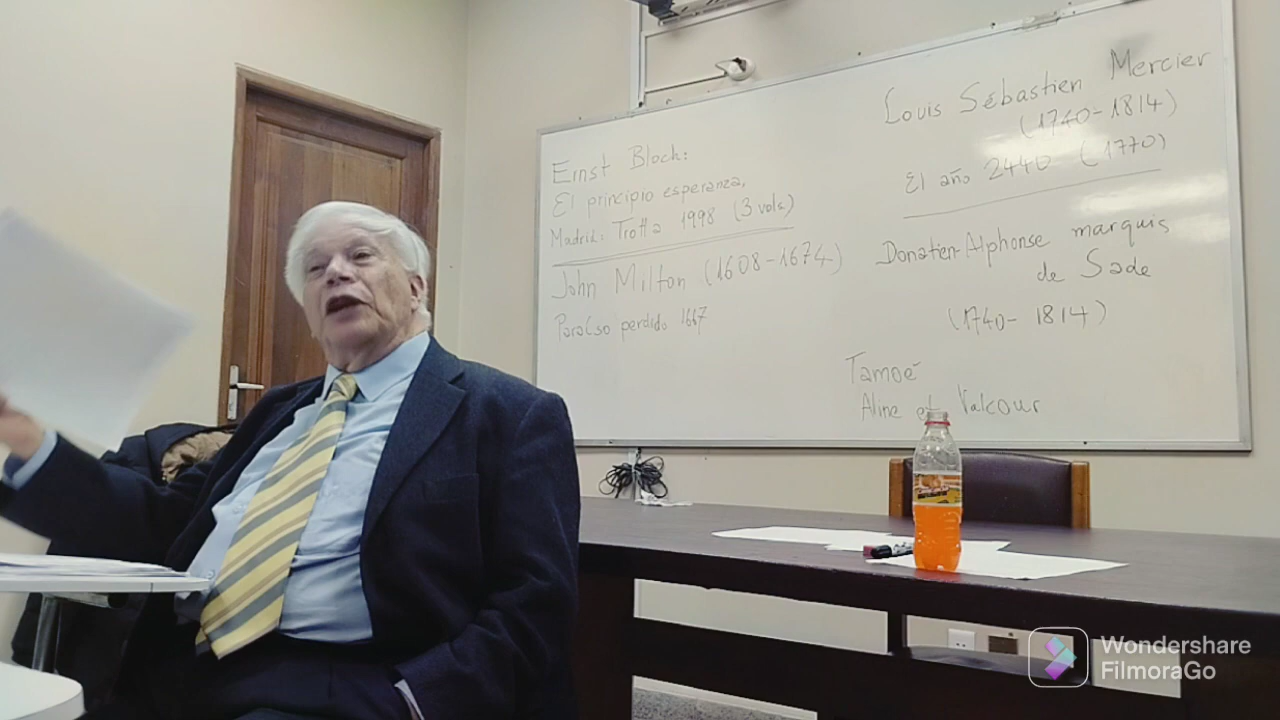 Ernst Bloch:
El principio esperanza,
Madrid: Trotta 1998 (3 vols)
John Milton (1608-1674)
Paraíso perdido 1667
Louis Sébastien Mercier
(1740-1814)
El año 2440 (1770)
Donatien-Alphonse marquis
de Sade
(1740- 1814)
Tamoé
Aline et Valcour
Wondershare
FilmoraGo